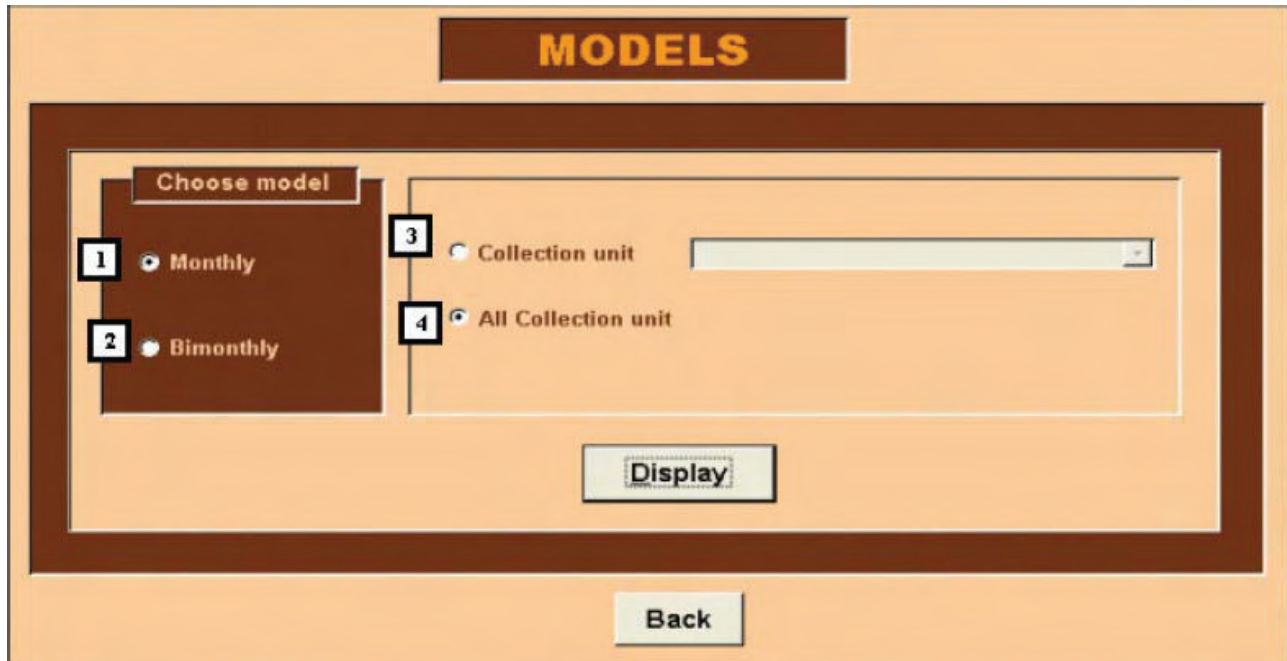 MODELS
Choose model
1 Monthly
2 Bimonthly
3 Collection unit
4 All Collection unit
Display
Back